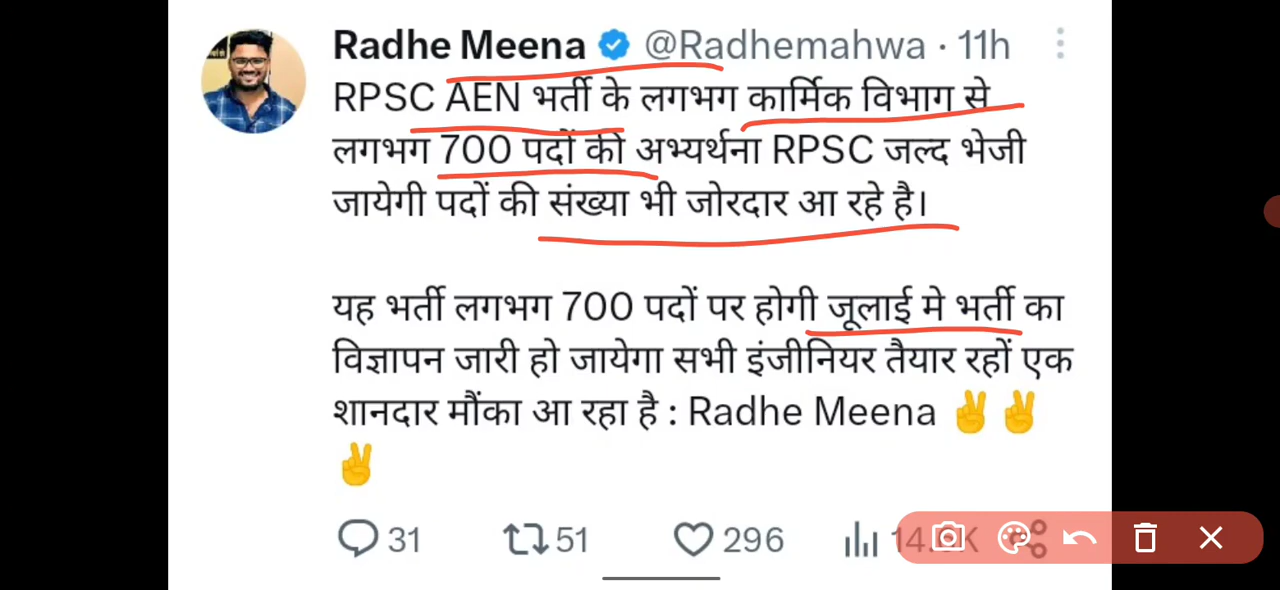 Radhe Meena @Radhemahwa · 11h
RPSC AEN भर्ती के लगभग कार्मिक विभाग से
लगभग 700 पदों की अभ्यर्थना RPSC जल्द भेजी
जायेगी पदों की संख्या भी जोरदार आ रहे है।
यह भर्ती लगभग 700 पदों पर होगी जूलाई मे भर्ती का
विज्ञापन जारी हो जायेगा सभी इंजीनियर तैयार रहों एक
शानदार मौंका आ रहा है : Radhe Meena ✌️✌️
✌️
31 51 296